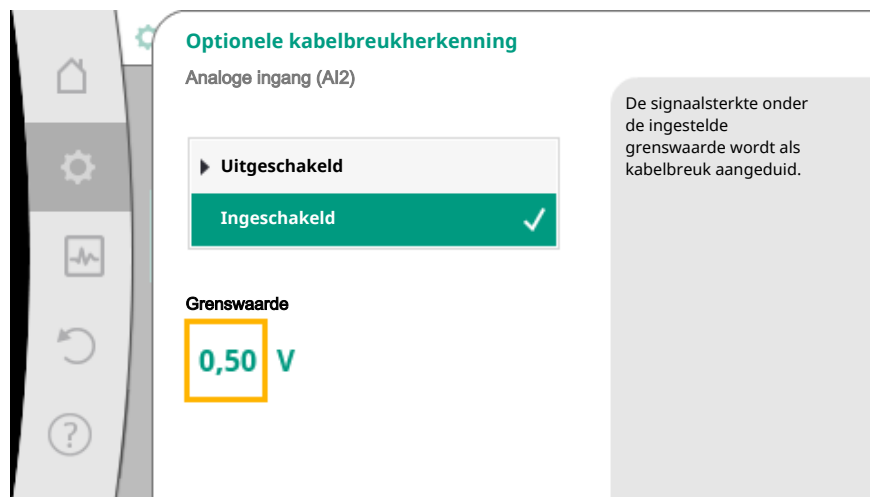 Optionele kabelbreukherkenning
Analoge ingang (AI2)
Uitgeschakeld
Ingeschakeld
Grenswaarde
0,50 V
De signaalsterkte onder
de ingestelde
grenswaarde wordt als
kabelbreuk aangeduid.
?